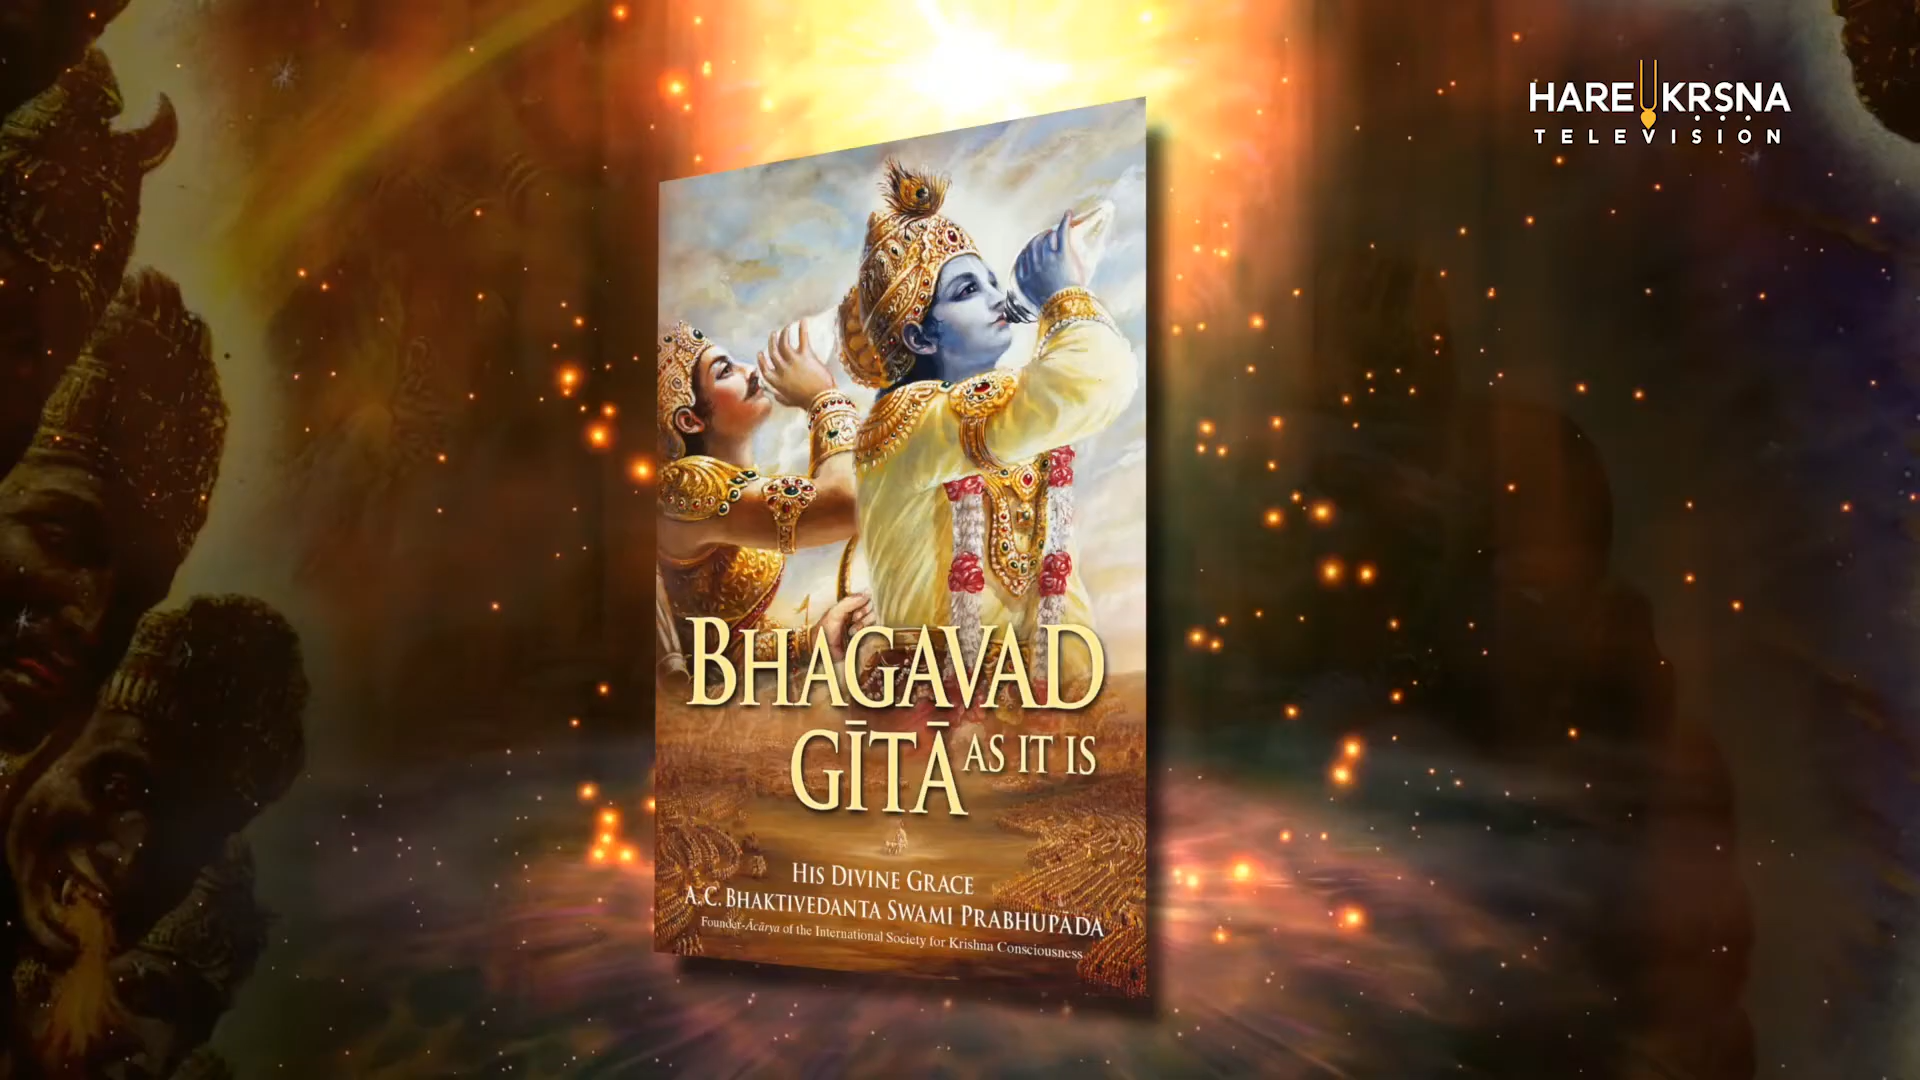 HARE KṚṢṆA
TELEVISION
BHAGAVAD
GĪTĀ AS IT IS
HIS DIVINE GRACE
A. C. BHAKTIVEDANTA SWAMI PRABHUPĀDA
Founder-Ācārya of the International Society for Krishna Consciousness